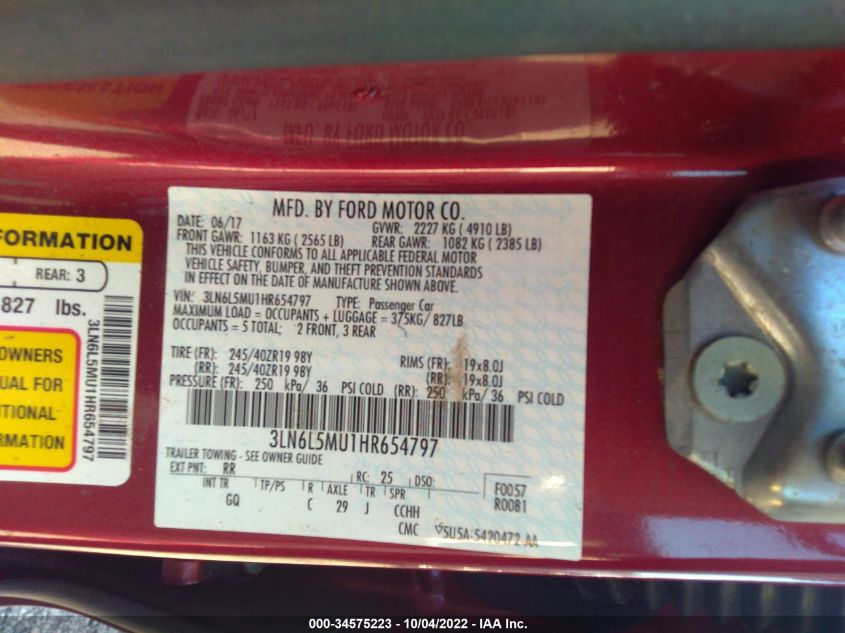 MFD. BY FORD MOTOR CO.
DATE: 06/17
GVWR: 2227 KG ( 4910 LB)
FRONT GAWR: 1163 KG ( 2565 LB)
REAR GAWR: 1082 KG ( 2385 LB)
THIS VEHICLE CONFORMS TO ALL APPLICABLE FEDERAL MOTOR
VEHICLE SAFETY, BUMPER, AND THEFT PREVENTION STANDARDS
IN EFFECT ON THE DATE OF MANUFACTURE SHOWN ABOVE.
VIN: 3LN6L5MU1HR654797 TYPE: Passenger Car
MAXIMUM LOAD = OCCUPANTS + LUGGAGE = 375KG/ 827LB
OCCUPANTS = 5 TOTAL; 2 FRONT, 3 REAR
TIRE (FR): 245/40ZR19 98Y RIMS (FR): 19x8.0J
(RR): 245/40ZR19 98Y (RR): 19x8.0J
PRESSURE (FR): 250 kPa/ 36 PSI COLD (RR): 250 kPa/ 36 PSI COLD
3LN6L5MU1HR654797
TRAILER TOWING - SEE OWNER GUIDE
EXT PNT: RR RC: 25 DSO: F0057
R0081
INT TR TP/PS R AXLE TR SPR
GQ C 29 J CCHH
CMC 5U5A-5420472-AA
FORMATION
REAR: 3
827 lbs.
OWNERS
UAL FOR
ITIONAL
ORMATION
3LN6L5MU1HR654797
000-34575223 - 10/04/2022 - IAA Inc.